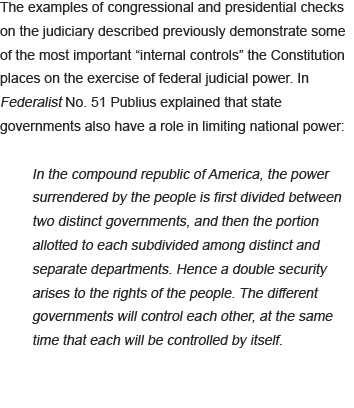 The examples of congressional and presidential checks
on the judiciary described previously demonstrate some
of the most important “internal controls” the Constitution
places on the exercise of federal judicial power. In
Federalist No. 51 Publius explained that state
governments also have a role in limiting national power:
In the compound republic of America, the power
surrendered by the people is first divided between
two distinct governments, and then the portion
allotted to each subdivided among distinct and
separate departments. Hence a double security
arises to the rights of the people. The different
governments will control each other, at the same
time that each will be controlled by itself.